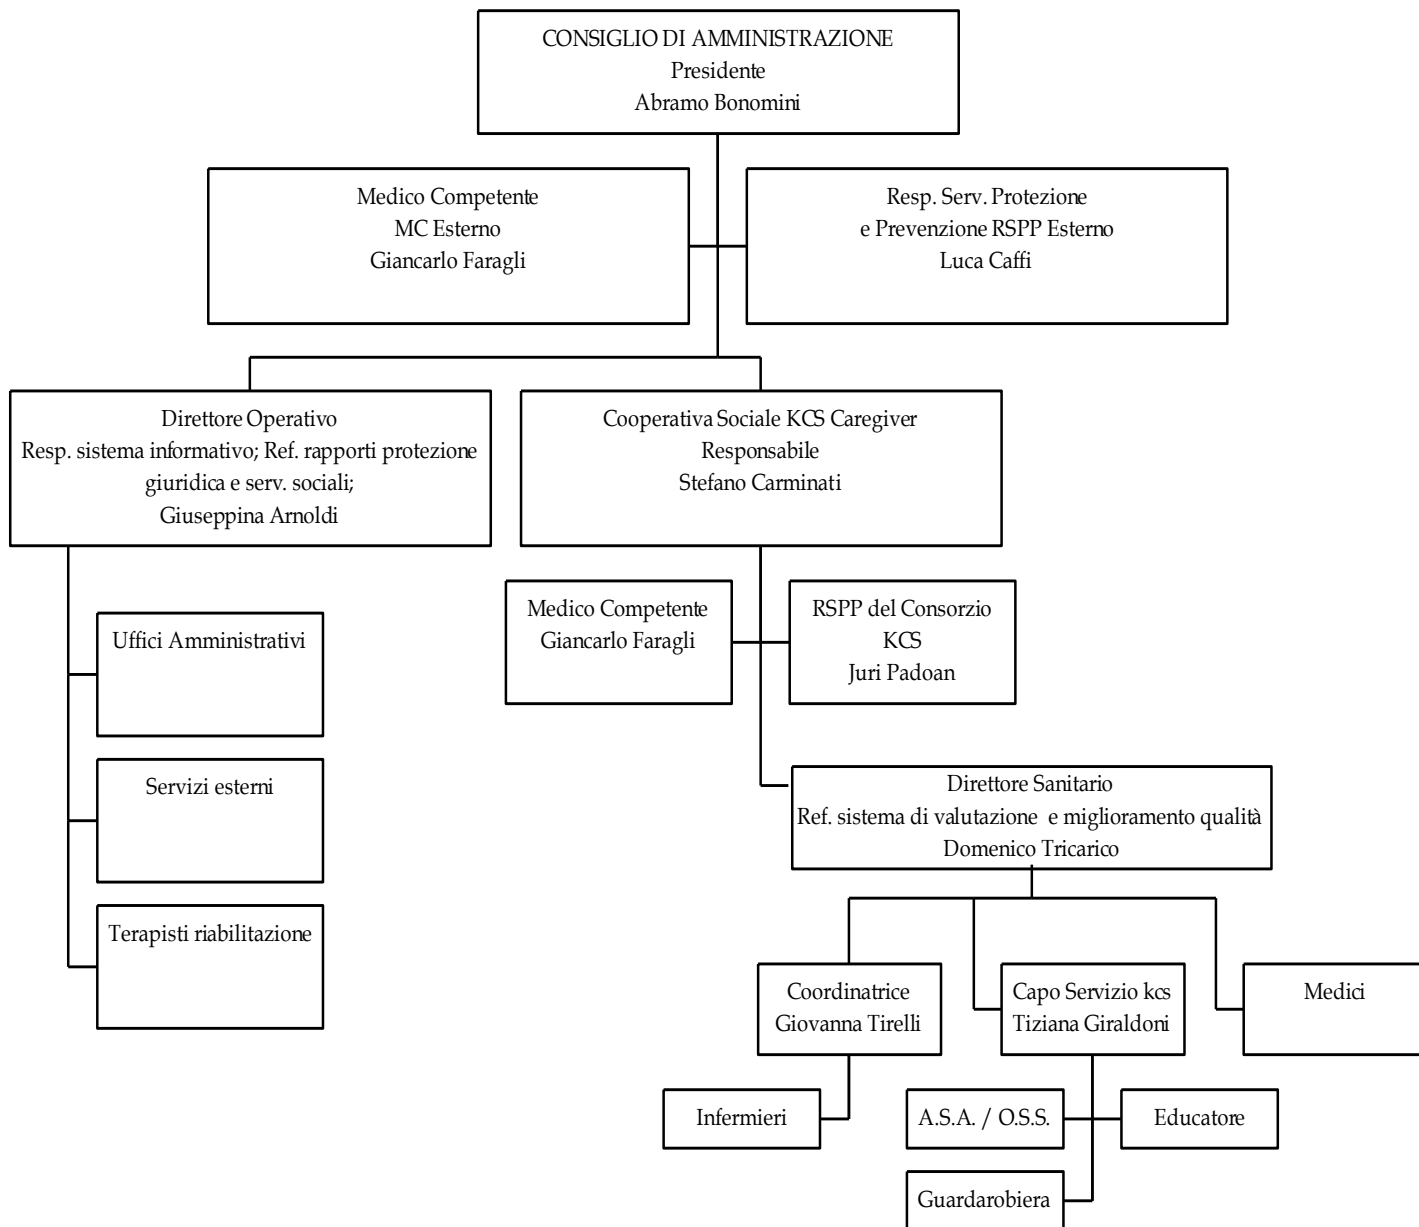 CONSIGLIO DI AMMINISTRAZIONE
Presidente
Abramo Bonomini
Medico Competente
MC Esterno
Giancarlo Faragli
Resp. Serv. Protezione
e Prevenzione RSPP Esterno
Luca Caffi
Direttore Operativo
Resp. sistema informativo; Ref. rapporti protezione
giuridica e serv. sociali;
Giuseppina Arnoldi
Cooperativa Sociale KCS Caregiver
Responsabile
Stefano Carminati
Medico Competente
Giancarlo Faragli
RSPP del Consorzio
KCS
Juri Padoan
Uffici Amministrativi
Servizi esterni
Terapisti riabilitazione
Direttore Sanitario
Ref. sistema di valutazione e miglioramento qualità
Domenico Tricarico
Coordinatrice
Giovanna Tirelli
Capo Servizio kcs
Tiziana Giraldoni
Medici
Infermieri
A.S.A. / O.S.S.
Educatore
Guardarobiera